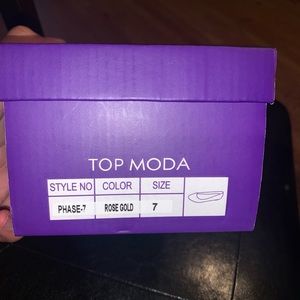 TOP MODA
STYLE NO COLOR SIZE
PHASE-7 ROSE GOLD 7